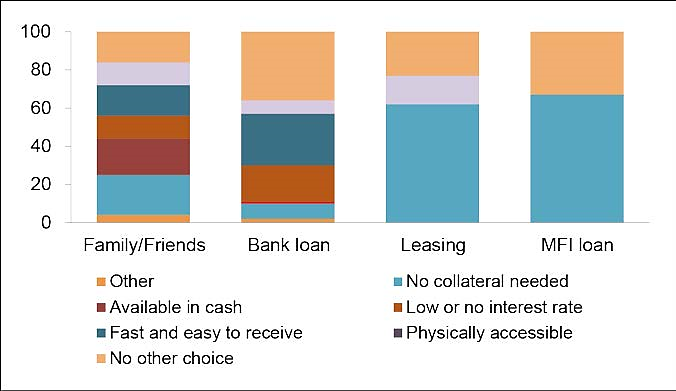 100
80
60
40
20
0
Family/Friends Bank loan Leasing MFI loan
Other No collateral needed
Available in cash Low or no interest rate
Fast and easy to receive Physically accessible
No other choice